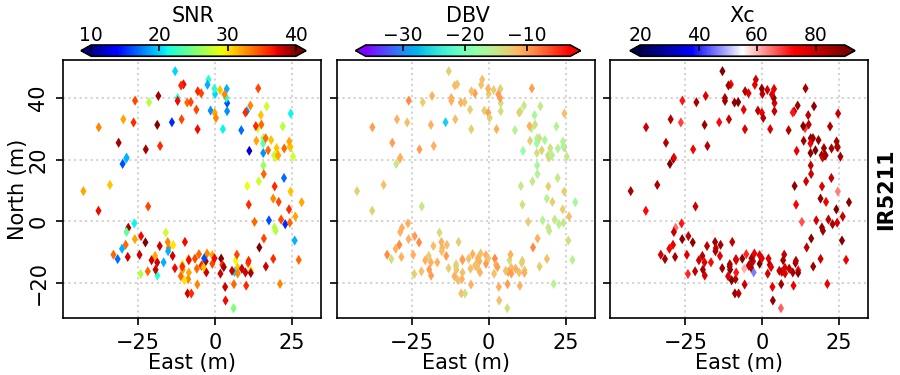 SNR
DBV
Xc
10 20 30 40
−30 −20 −10
20 40 60 80
North (m)
40
20
0
−20
−25 0 25
−25 0 25
−25 0 25
East (m)
East (m)
East (m)
IR5211